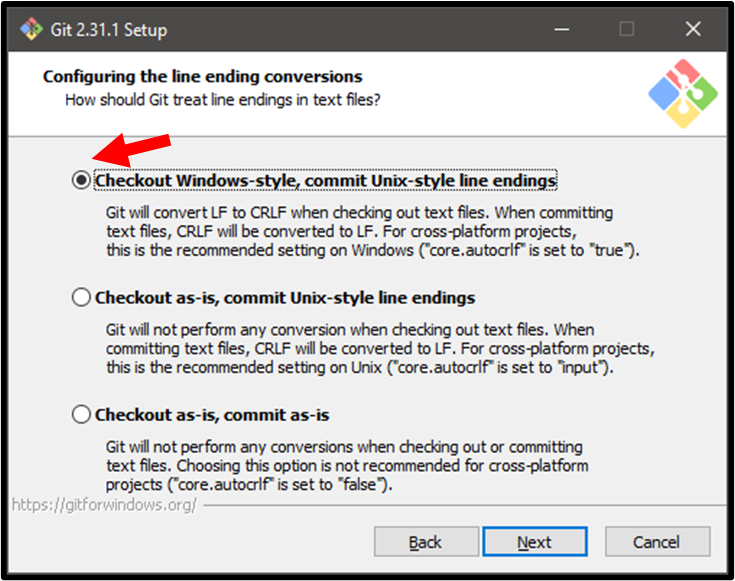 Git 2.31.1 Setup
Configuring the line ending conversions
How should Git treat line endings in text files?
Checkout Windows-style, commit Unix-style line endings
Git will convert LF to CRLF when checking out text files. When committing
text files, CRLF will be converted to LF. For cross-platform projects,
this is the recommended setting on Windows ("core.autocrlf" is set to "true").
Checkout as-is, commit Unix-style line endings
Git will not perform any conversion when checking out text files. When
committing text files, CRLF will be converted to LF. For cross-platform projects,
this is the recommended setting on Unix ("core.autocrlf" is set to "input").
Checkout as-is, commit as-is
Git will not perform any conversions when checking out or committing
text files. Choosing this option is not recommended for cross-platform
projects ("core.autocrlf" is set to "false").
https://gitforwindows.org/
Back Next Cancel